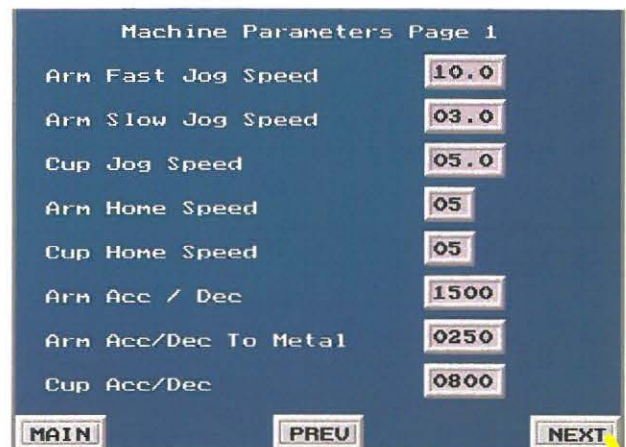 Machine Parameters Page 1
Arm Fast Jog Speed 10.0
Arm Slow Jog Speed 03.0
Cup Jog Speed 05.0
Arm Home Speed 05
Cup Home Speed 05
Arm Acc / Dec 1500
Arm Acc/Dec To Metal 0250
Cup Acc/Dec 0800
MAIN PREV NEXT